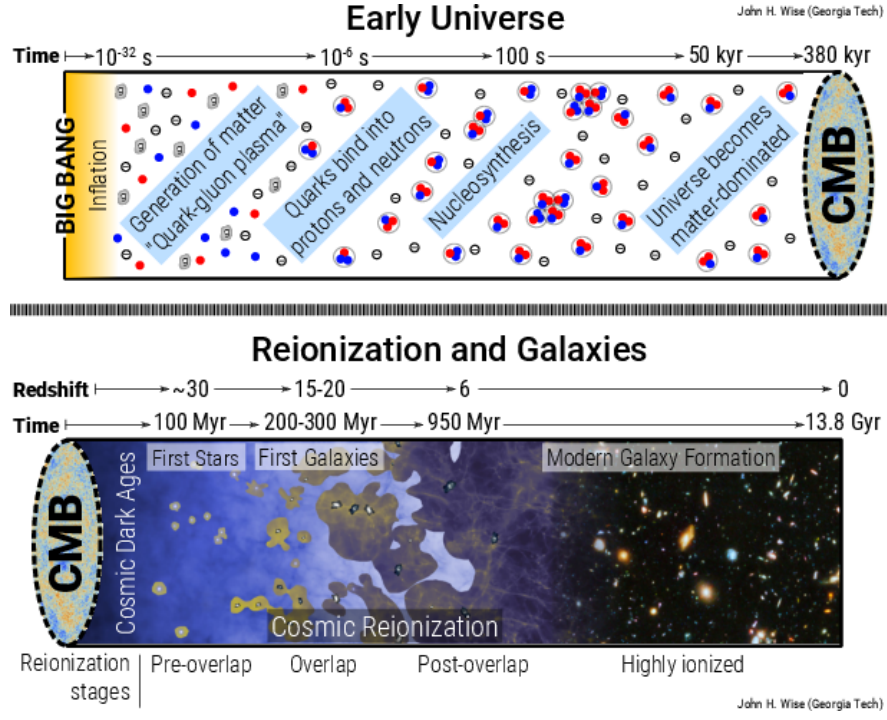 Early Universe
John H. Wise (Georgia Tech)
Time 10-32 s 10-6 s 100 s 50 kyr 380 kyr
BIG BANG
Inflation
Generation of matter
"Quark-gluon plasma"
Quarks bind into
protons and neutrons
Nucleosynthesis
Universe becomes
matter-dominated
CMB
Reionization and Galaxies
Redshift ~30 15-20 6 0
Time 100 Myr 200-300 Myr 950 Myr 13.8 Gyr
CMB
Cosmic Dark Ages
First Stars First Galaxies Modern Galaxy Formation
Cosmic Reionization
Reionization
stages
Pre-overlap Overlap Post-overlap Highly ionized
John H. Wise (Georgia Tech)